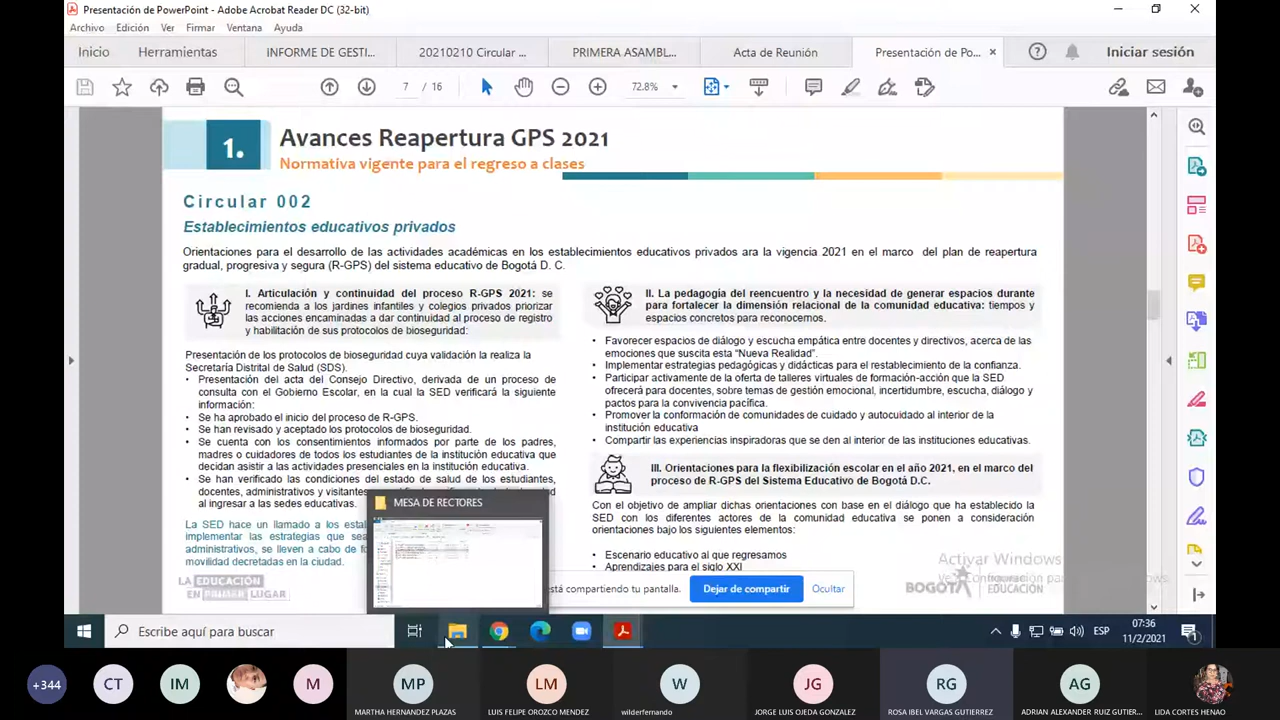 Presentación de PowerPoint - Adobe Acrobat Reader DC (32-bit)
Archivo Edición Ver Firmar Ventana Ayuda
Inicio Herramientas INFORME DE GESTI... 20210210 Circular ... PRIMERA ASAMBL... Acta de Reunión Presentación de Po... × Iniciar sesión
7 / 16 72.8%
1.
Avances Reapertura GPS 2021
Normativa vigente para el regreso a clases
Circular 002
Establecimientos educativos privados
Orientaciones para el desarrollo de las actividades académicas en los establecimientos educativos privados ara la vigencia 2021 en el marco del plan de reapertura
gradual, progresiva y segura (R-GPS) del sistema educativo de Bogotá D. C.
I. Articulación y continuidad del proceso R-GPS 2021: se
recomienda a los jardines infantiles y colegios privados priorizar
las acciones encaminadas a dar continuidad al proceso de registro
y habilitación de sus protocolos de bioseguridad:
Presentación de los protocolos de bioseguridad cuya validación la realiza la
Secretaría Distrital de Salud (SDS).
• Presentación del acta del Consejo Directivo, derivada de un proceso de
consulta con el Gobierno Escolar, en la cual la SED verificará la siguiente
información:
• Se ha aprobado el inicio del proceso de R-GPS.
• Se han revisado y aceptado los protocolos de bioseguridad.
• Se cuenta con los consentimientos informados por parte de los padres,
madres o cuidadores de todos los estudiantes de la institución educativa que
decidan asistir a las actividades presenciales en la institución educativa.
• Se han verificado las condiciones del estado de salud de los estudiantes,
docentes, administrativos y visitantes
al ingresar a las sedes educativas.
La SED hace un llamado a los
implementar las estrategias que
administrativos, se lleven a cabo de
movilidad decretadas en la ciudad.
LA EDUCACIÓN
EN PRIMER LUGAR
II. La pedagogía del reencuentro y la necesidad de generar espacios durante
para fortalecer la dimensión relacional de la comunidad educativa: tiempos y
espacios concretos para reconocernos.
• Favorecer espacios de diálogo y escucha empática entre docentes y directivos, acerca de las
emociones que suscita esta “Nueva Realidad”.
• Implementar estrategias pedagógicas y didácticas para el restablecimiento de la confianza.
• Participar activamente de la oferta de talleres virtuales de formación-acción que la SED
ofrecerá para docentes, sobre temas de gestión emocional, incertidumbre, escucha, diálogo y
pactos para la convivencia pacífica.
• Promover la conformación de comunidades de cuidado y autocuidado al interior de la
institución educativa
• Compartir las experiencias inspiradoras que se den al interior de las instituciones educativas.
III. Orientaciones para la flexibilización escolar en el año 2021, en el marco del
proceso de R-GPS del Sistema Educativo de Bogotá D.C.
Con el objetivo de ampliar dichas orientaciones con base en el diálogo que ha establecido la
SED con los diferentes actores de la comunidad educativa se ponen a consideración
orientaciones bajo los siguientes elementos:
• Escenario educativo al que regresamos
• Aprendizajes para el siglo XXI
Activar Windows
BOGOTÁ
EDUCACIÓN
MESA DE RECTORES
está compartiendo tu pantalla. Dejar de compartir Ocultar
Escribe aquí para buscar
ESP
07:36
11/2/2021
1
+344 CT IM M MP LM W JG RG AG
MARTHA HERNANDEZ PLAZAS LUIS FELIPE OROZCO MENDEZ wilderfernando JORGE LUIS OJEDA GONZALEZ ROSA IBEL VARGAS GUTIERREZ ADRIAN ALEXANDER RUIZ GUTIER... LIDA CORTES HENAO